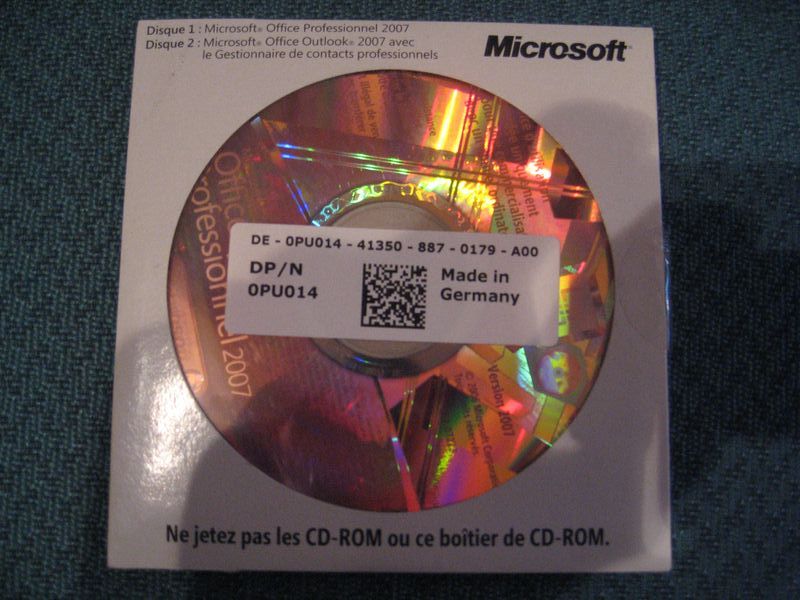 Disque 1 : Microsoft® Office Professionnel 2007
Disque 2 : Microsoft® Office Outlook® 2007 avec
le Gestionnaire de contacts professionnels
Microsoft
Office
Professionnel 2007
DE - 0PU014 - 41350 - 887 - 0179 - A00
DP/N
0PU014
Made in
Germany
Version 2007
Ne jetez pas les CD-ROM ou ce boîtier de CD-ROM.